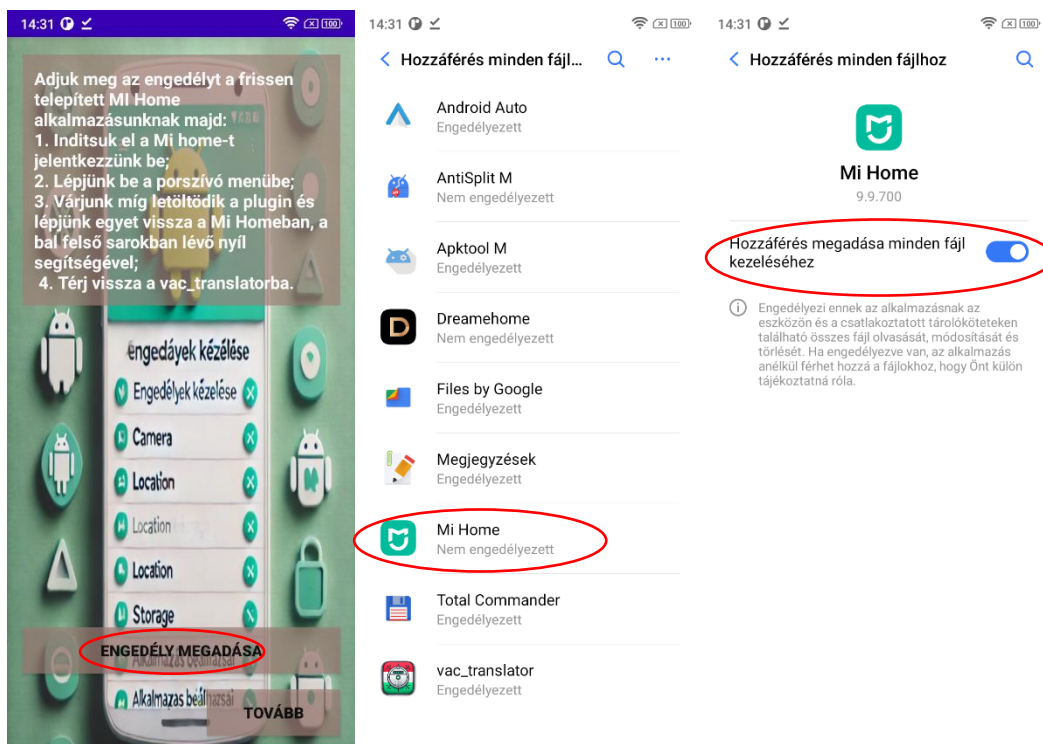 14:31
100
Adjuk meg az engedélyt a frissen
telepített MI Home
alkalmazásunknak majd:
1. Inditsuk el a Mi home-t
jelentkezzünk be;
2. Lépjünk be a porszívó menübe;
3. Várjunk míg letöltödik a plugin és
lépjünk egyet vissza a Mi Homeban, a
bal felső sarokban lévő nyíl
segítségével;
4. Térj vissza a vac_translatorba.
engedáyek kézélése
Engedélyek kézelése
Camera
Location
Location
Location
Storage
ENGEDÉLY MEGADÁSA
TOVÁBB
14:31
100
Hozzáférés minden fájl...
Android Auto
Engedélyezett
AntiSplit M
Nem engedélyezett
Apktool M
Engedélyezett
Dreamehome
Nem engedélyezett
Files by Google
Engedélyezett
Megjegyzések
Engedélyezett
Mi Home
Nem engedélyezett
Total Commander
Engedélyezett
vac_translator
Engedélyezett
14:31
100
Hozzáférés minden fájlhoz
Mi Home
9.9.700
Hozzáférés megadása minden fájl
kezeléséhez
Engedélyezi ennek az alkalmazásnak az
eszközön és a csatlakoztatott tárolóköteteken
található összes fájl olvasását, módosítását és
törlését. Ha engedélyezve van, az alkalmazás
anélkül férhet hozzá a fájlokhoz, hogy Önt külön
tájékoztatná róla.